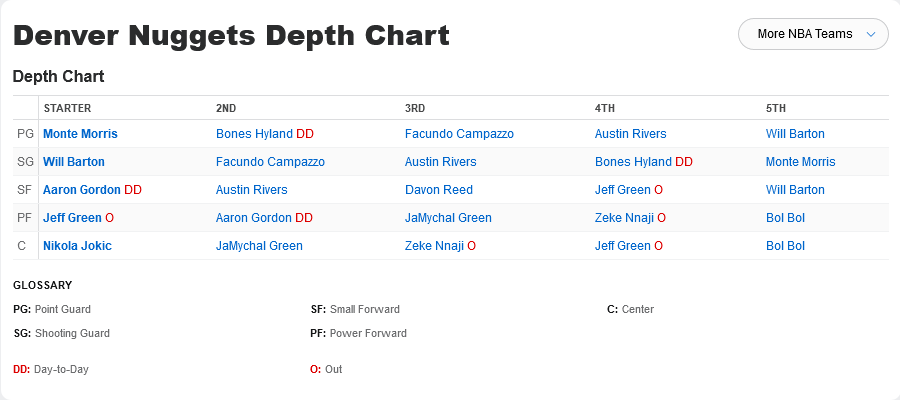 Denver Nuggets Depth Chart
More NBA Teams
Depth Chart
STARTER 2ND 3RD 4TH 5TH
PG Monte Morris Bones Hyland DD Facundo Campazzo Austin Rivers Will Barton
SG Will Barton Facundo Campazzo Austin Rivers Bones Hyland DD Monte Morris
SF Aaron Gordon DD Austin Rivers Davon Reed Jeff Green O Will Barton
PF Jeff Green O Aaron Gordon DD JaMychal Green Zeke Nnaji O Bol Bol
C Nikola Jokic JaMychal Green Zeke Nnaji O Jeff Green O Bol Bol
GLOSSARY
PG: Point Guard SF: Small Forward C: Center
SG: Shooting Guard PF: Power Forward
DD: Day-to-Day O: Out